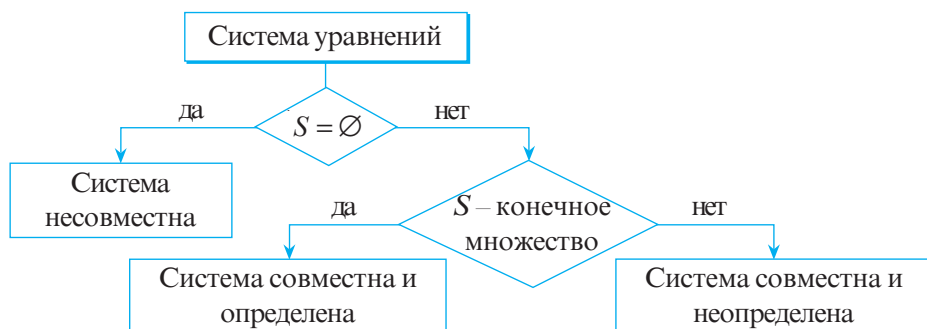 Система уравнений
да
S = ∅
нет
Система
несовместна
да
S – конечное
множество
нет
Система совместна и
определена
Система совместна и
неопределена